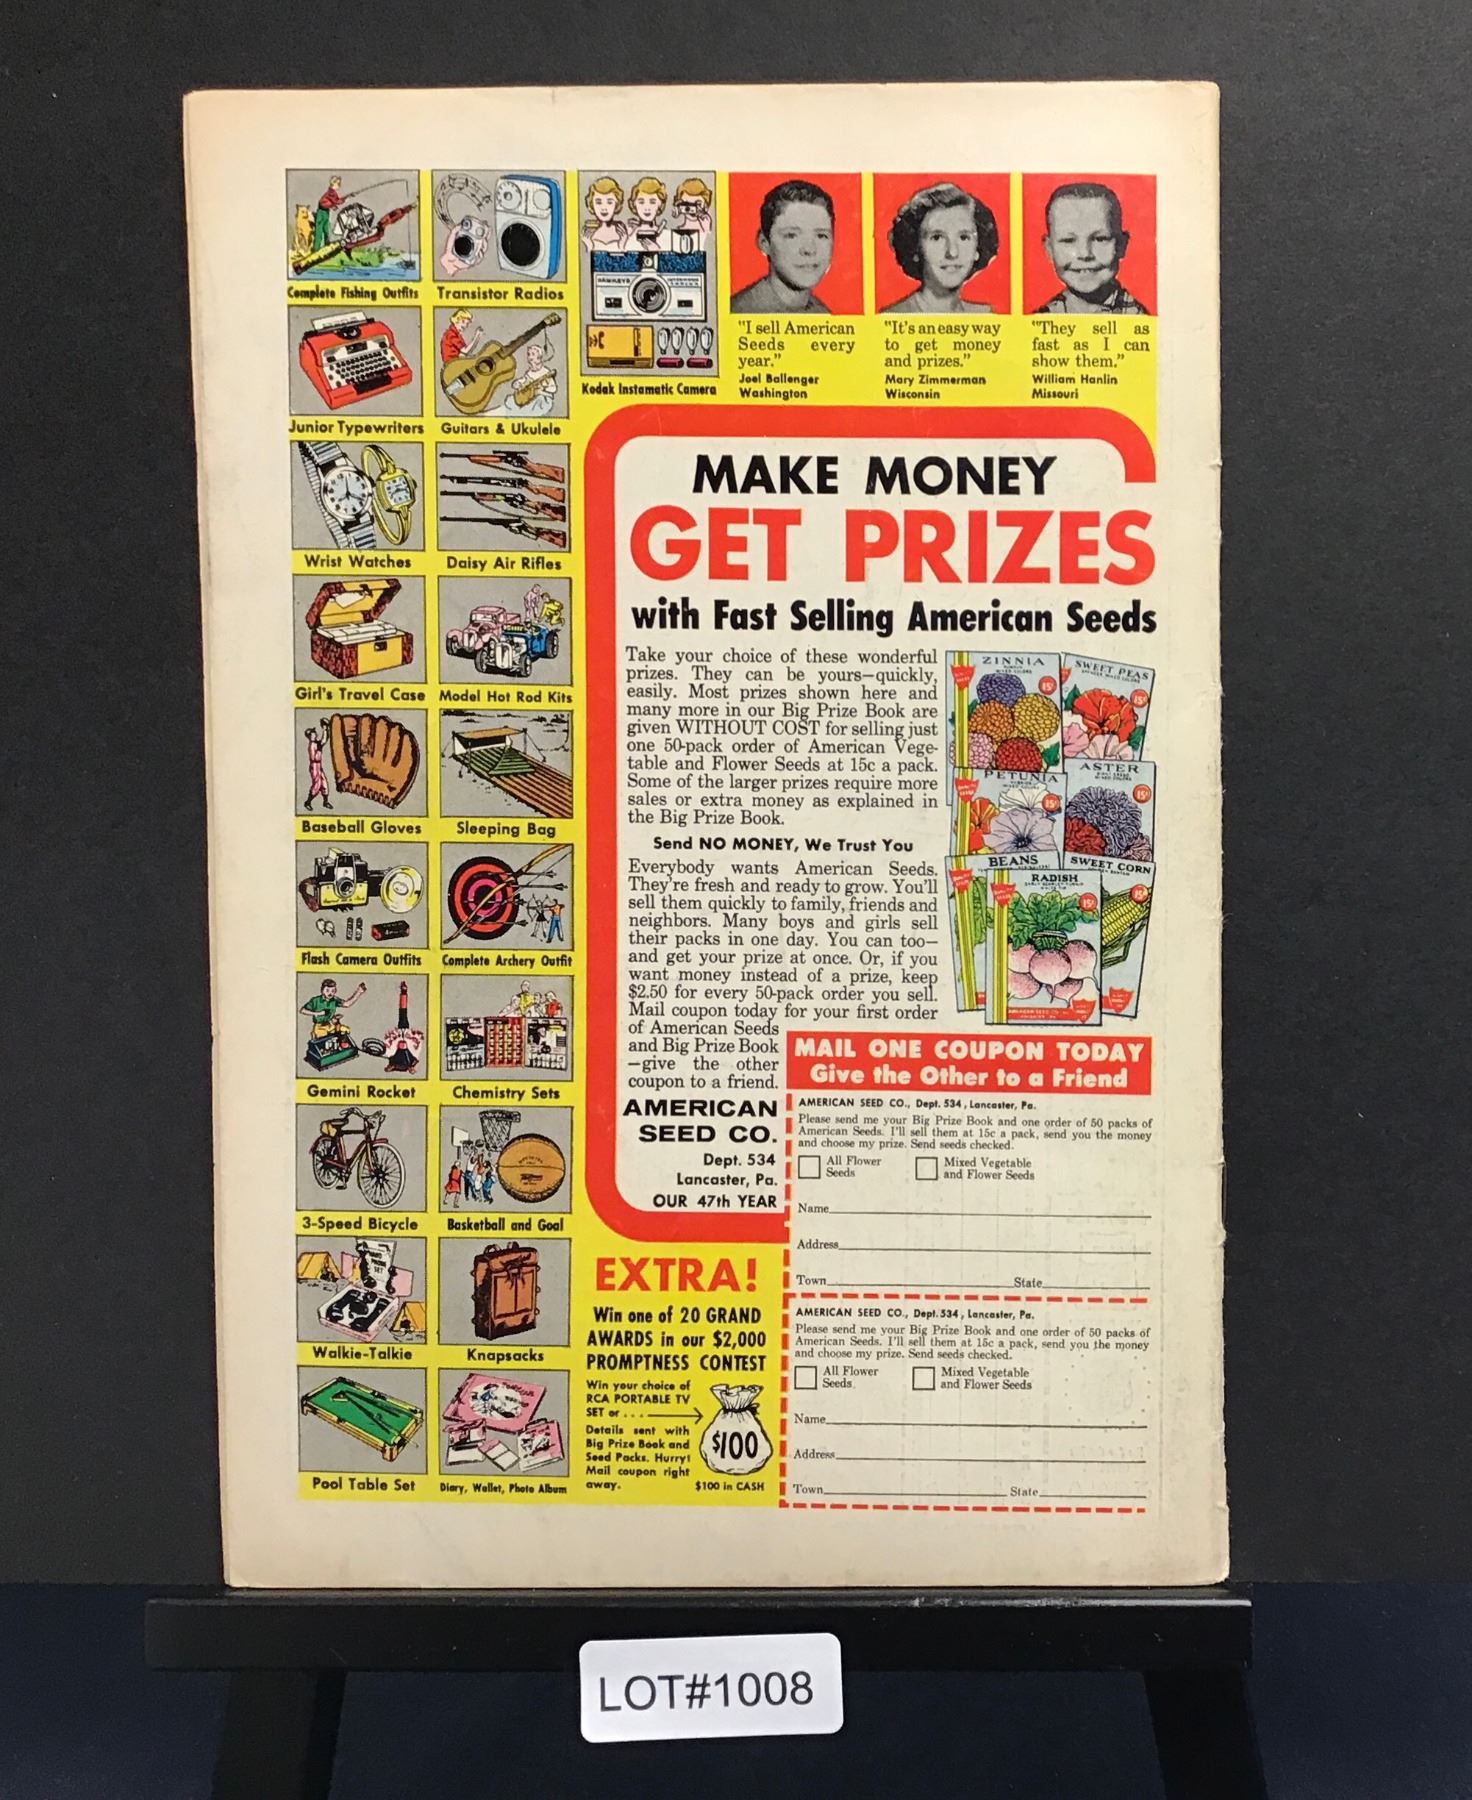 Complete Fishing Outfits
Transistor Radios
Kodak Instamatic Camera
Junior Typewriters
Guitars & Ukulele
Wrist Watches
Daisy Air Rifles
Girl's Travel Case
Model Hot Rod Kits
Baseball Gloves
Sleeping Bag
Flash Camera Outfits
Complete Archery Outfit
Gemini Rocket
Chemistry Sets
3-Speed Bicycle
Basketball and Goal
Walkie-Talkie
Knapsacks
Pool Table Set
Diary, Wallet, Photo Album
"I sell American
Seeds every
year."
Joel Ballenger
Washington
"It's an easy way
to get money
and prizes."
Mary Zimmerman
Wisconsin
"They sell as
fast as I can
show them."
William Hanlin
Missouri
MAKE MONEY
GET PRIZES
with Fast Selling American Seeds
Take your choice of these wonderful
prizes. They can be yours—quickly,
easily. Most prizes shown here and
many more in our Big Prize Book are
given WITHOUT COST for selling just
one 50-pack order of American Vege-
table and Flower Seeds at 15c a pack.
Some of the larger prizes require more
sales or extra money as explained in
the Big Prize Book.
Send NO MONEY, We Trust You
Everybody wants American Seeds.
They're fresh and ready to grow. You'll
sell them quickly to family, friends and
neighbors. Many boys and girls sell
their packs in one day. You can too—
and get your prize at once. Or, if you
want money instead of a prize, keep
$2.50 for every 50-pack order you sell.
Mail coupon today for your first order
of American Seeds
and Big Prize Book
—give the other
coupon to a friend.
AMERICAN
SEED CO.
Dept. 534
Lancaster, Pa.
OUR 47th YEAR
ZINNIA
15¢
SWEET PEAS
15¢
PETUNIA
15¢
ASTER
15¢
BEANS
SWEET CORN
15¢
RADISH
15¢
MAIL ONE COUPON TODAY
Give the Other to a Friend
AMERICAN SEED CO., Dept. 534, Lancaster, Pa.
Please send me your Big Prize Book and one order of 50 packs of
American Seeds. I'll sell them at 15c a pack, send you the money
and choose my prize. Send seeds checked.
All Flower
Seeds
Mixed Vegetable
and Flower Seeds
Name
Address
Town State
AMERICAN SEED CO., Dept. 534, Lancaster, Pa.
Please send me your Big Prize Book and one order of 50 packs of
American Seeds. I'll sell them at 15c a pack, send you the money
and choose my prize. Send seeds checked.
All Flower
Seeds
Mixed Vegetable
and Flower Seeds
Name
Address
Town State
EXTRA!
Win one of 20 GRAND
AWARDS in our $2,000
PROMPTNESS CONTEST
Win your choice of
RCA PORTABLE TV
SET or ...
Details sent with
Big Prize Book and
Seed Packs. Hurry!
Mail coupon right
away.
$100
$100 in CASH
LOT#1008